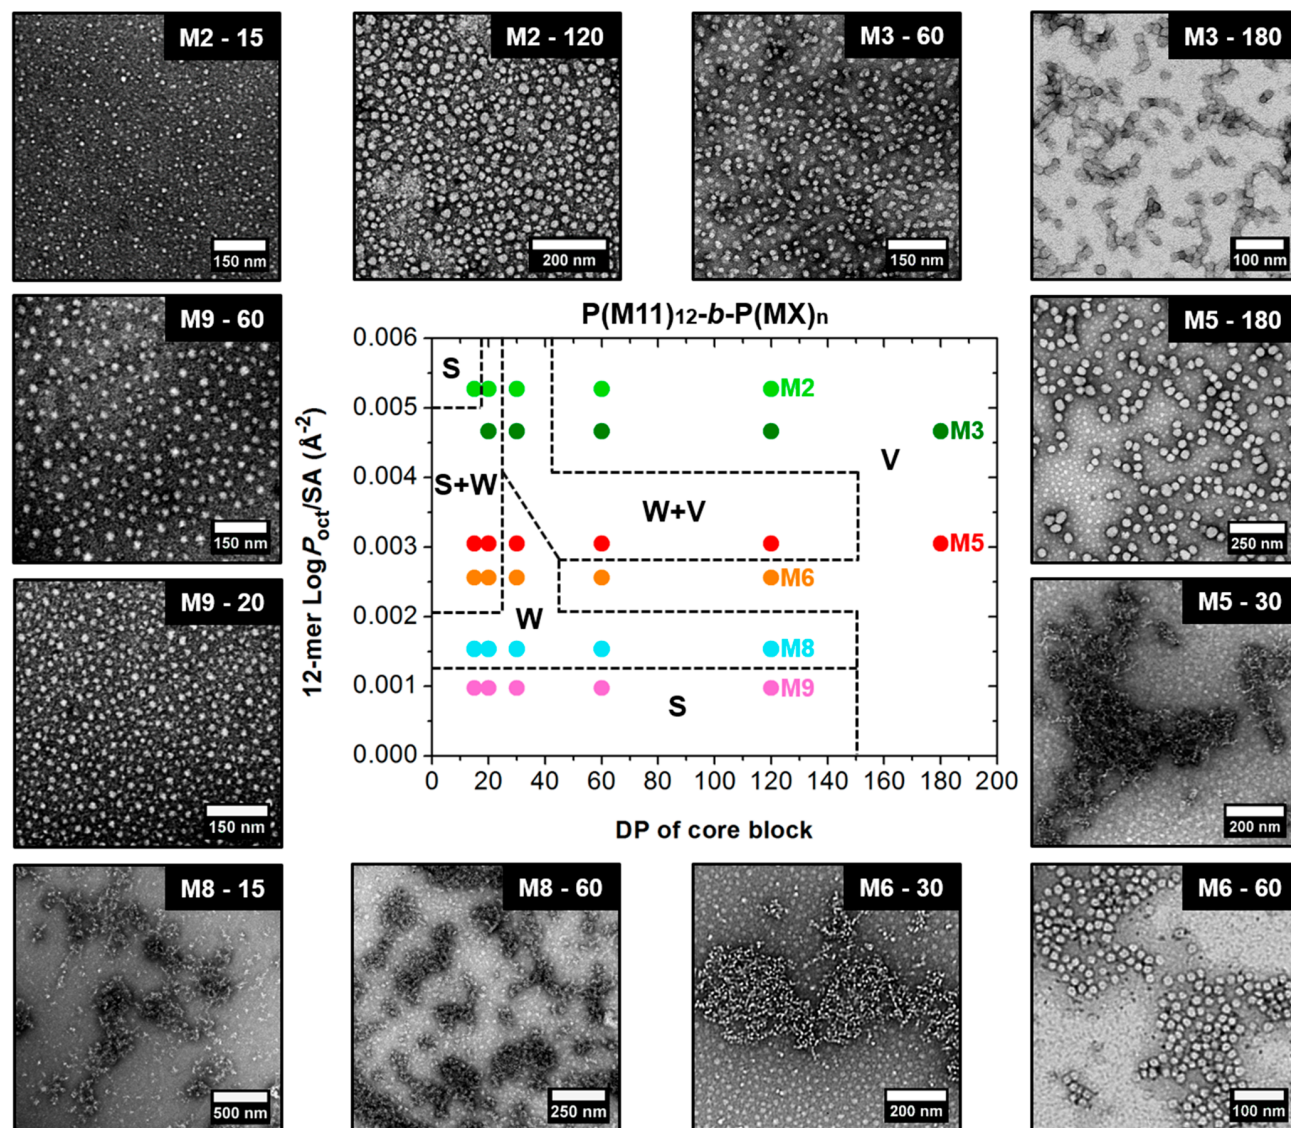 M2 - 15
150 nm
M2 - 120
200 nm
M3 - 60
150 nm
M3 - 180
100 nm
M9 - 60
150 nm
M9 - 20
150 nm
P(M11)12-b-P(MX)n
12-mer LogPoct/SA (Å-2)
0.006
0.005
0.004
0.003
0.002
0.001
0.000
S
M2
M3
V
S+W
W+V
M5
M6
W
M8
M9
S
0 20 40 60 80 100 120 140 160 180 200
DP of core block
M5 - 180
250 nm
M5 - 30
200 nm
M8 - 15
500 nm
M8 - 60
250 nm
M6 - 30
200 nm
M6 - 60
100 nm